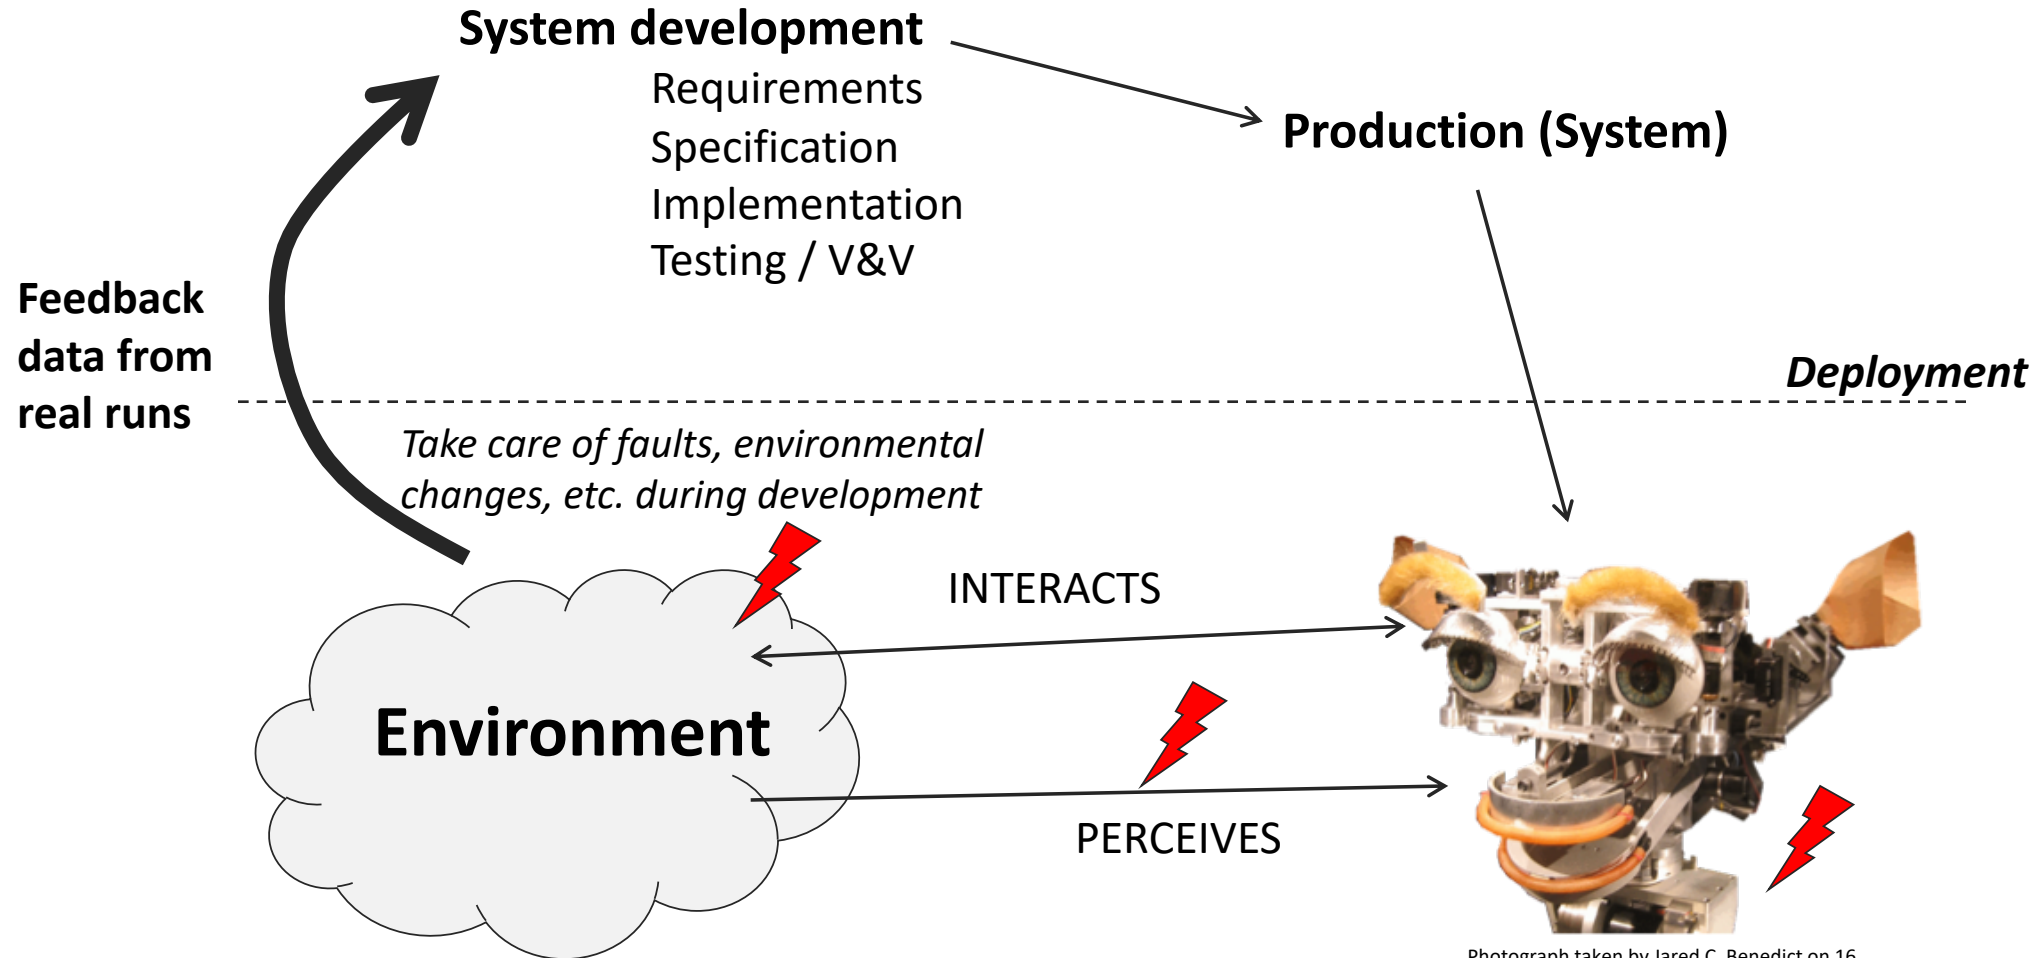 System development
Requirements
Specification
Implementation
Testing / V&V
Production (System)
Feedback
data from
real runs
Deployment
Take care of faults, environmental
changes, etc. during development
INTERACTS
Environment
PERCEIVES
Photograph taken by Jared C. Benedict on 16